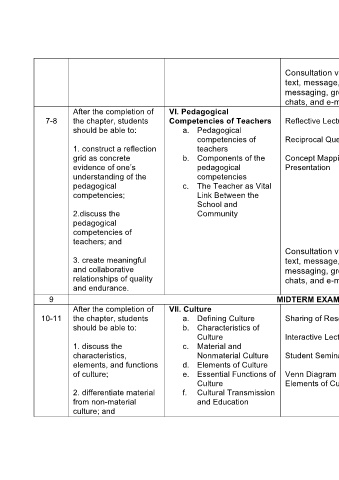 Consultation v
text, message,
messaging, gr
chats, and e-m
7-8
After the completion of
the chapter, students
should be able to:
1. construct a reflection
grid as concrete
evidence of one's
understanding of the
pedagogical
competencies;
2.discuss the
pedagogical
competencies of
teachers; and
3. create meaningful
and collaborative
relationships of quality
and endurance.
VI. Pedagogical
Competencies of Teachers
a. Pedagogical
competencies of
teachers
b. Components of the
pedagogical
competencies
c. The Teacher as Vital
Link Between the
School and
Community
Reflective Lectu
Reciprocal Que
Concept Mappi
Presentation
Consultation v
text, message,
messaging, gr
chats, and e-m
9
MIDTERM EXAM
10-11
After the completion of
the chapter, students
should be able to:
1. discuss the
characteristics,
elements, and functions
of culture;
2. differentiate material
from non-material
culture; and
VII. Culture
a. Defining Culture
b. Characteristics of
Culture
c. Material and
Nonmaterial Culture
d. Elements of Culture
e. Essential Functions of
Culture
f. Cultural Transmission
and Education
Sharing of Res
Interactive Lect
Student Semina
Venn Diagram
Elements of Cu